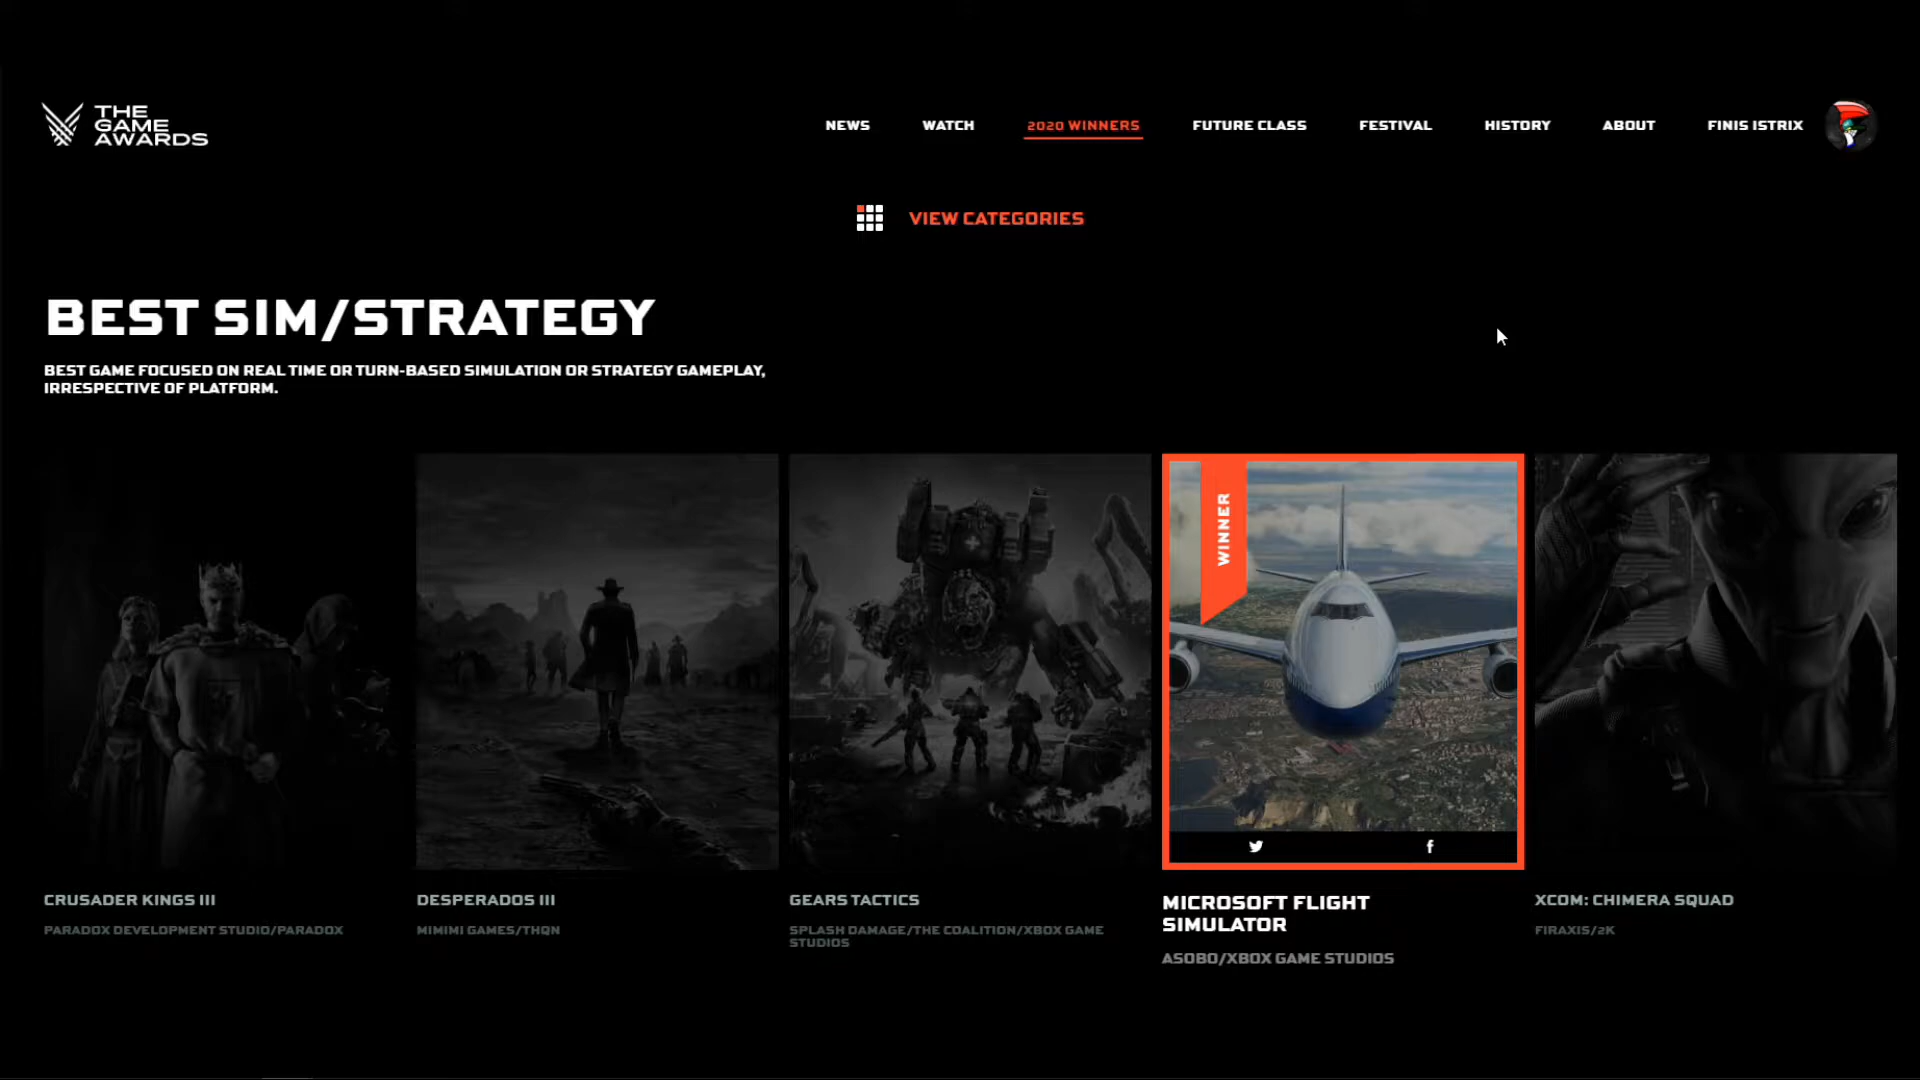 THE
GAME
AWARDS
NEWS
WATCH
2020 WINNERS
FUTURE CLASS
FESTIVAL
HISTORY
ABOUT
FINIS ISTRIX
VIEW CATEGORIES
BEST SIM/STRATEGY
BEST GAME FOCUSED ON REAL TIME OR TURN-BASED SIMULATION OR STRATEGY GAMEPLAY,
IRRESPECTIVE OF PLATFORM.
WINNER
CRUSADER KINGS III
PARADOX DEVELOPMENT STUDIO/PARADOX
DESPERADOS III
MIMIMI GAMES/THQN
GEARS TACTICS
SPLASH DAMAGE/THE COALITION/XBOX GAME
STUDIOS
MICROSOFT FLIGHT
SIMULATOR
ASOBO/XBOX GAME STUDIOS
XCOM: CHIMERA SQUAD
FIRAXIS/2K